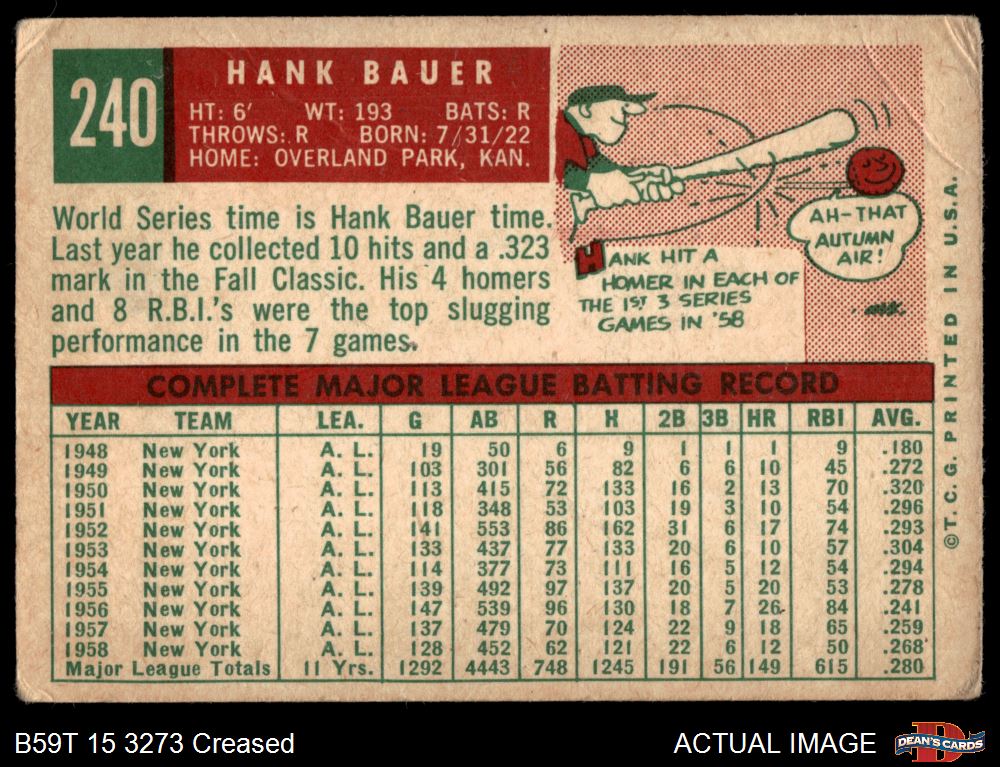 240
HANK BAUER
HT: 6' WT: 193 BATS: R
THROWS: R BORN: 7/31/22
HOME: OVERLAND PARK, KAN.
World Series time is Hank Bauer time.
Last year he collected 10 hits and a .323
mark in the Fall Classic. His 4 homers
and 8 R.B.I.'s were the top slugging
performance in the 7 games.
AH-THAT
AUTUMN
AIR!
HANK HIT A
HOMER IN EACH OF
THE 1ST 3 SERIES
GAMES IN '58
COMPLETE MAJOR LEAGUE BATTING RECORD
YEAR TEAM LEA. G AB R H 2B 3B HR RBI AVG.
1948 New York A. L. 19 50 6 9 1 1 1 9 .180
1949 New York A. L. 103 301 56 82 6 6 10 45 .272
1950 New York A. L. 113 415 72 133 16 2 13 70 .320
1951 New York A. L. 118 348 53 103 19 3 10 54 .296
1952 New York A. L. 141 553 86 162 31 6 17 74 .293
1953 New York A. L. 133 437 77 133 20 6 10 57 .304
1954 New York A. L. 114 377 73 111 16 5 12 54 .294
1955 New York A. L. 139 492 97 137 20 5 20 53 .278
1956 New York A. L. 147 539 96 130 18 7 26 84 .241
1957 New York A. L. 137 479 70 124 22 9 18 65 .259
1958 New York A. L. 128 452 62 121 22 6 12 50 .268
Major League Totals 11 Yrs. 1292 4443 748 1245 191 56 149 615 .280
©T. C. G. PRINTED IN U.S.A.
B59T 15 3273 Creased
ACTUAL IMAGE
DEAN'S CARDS